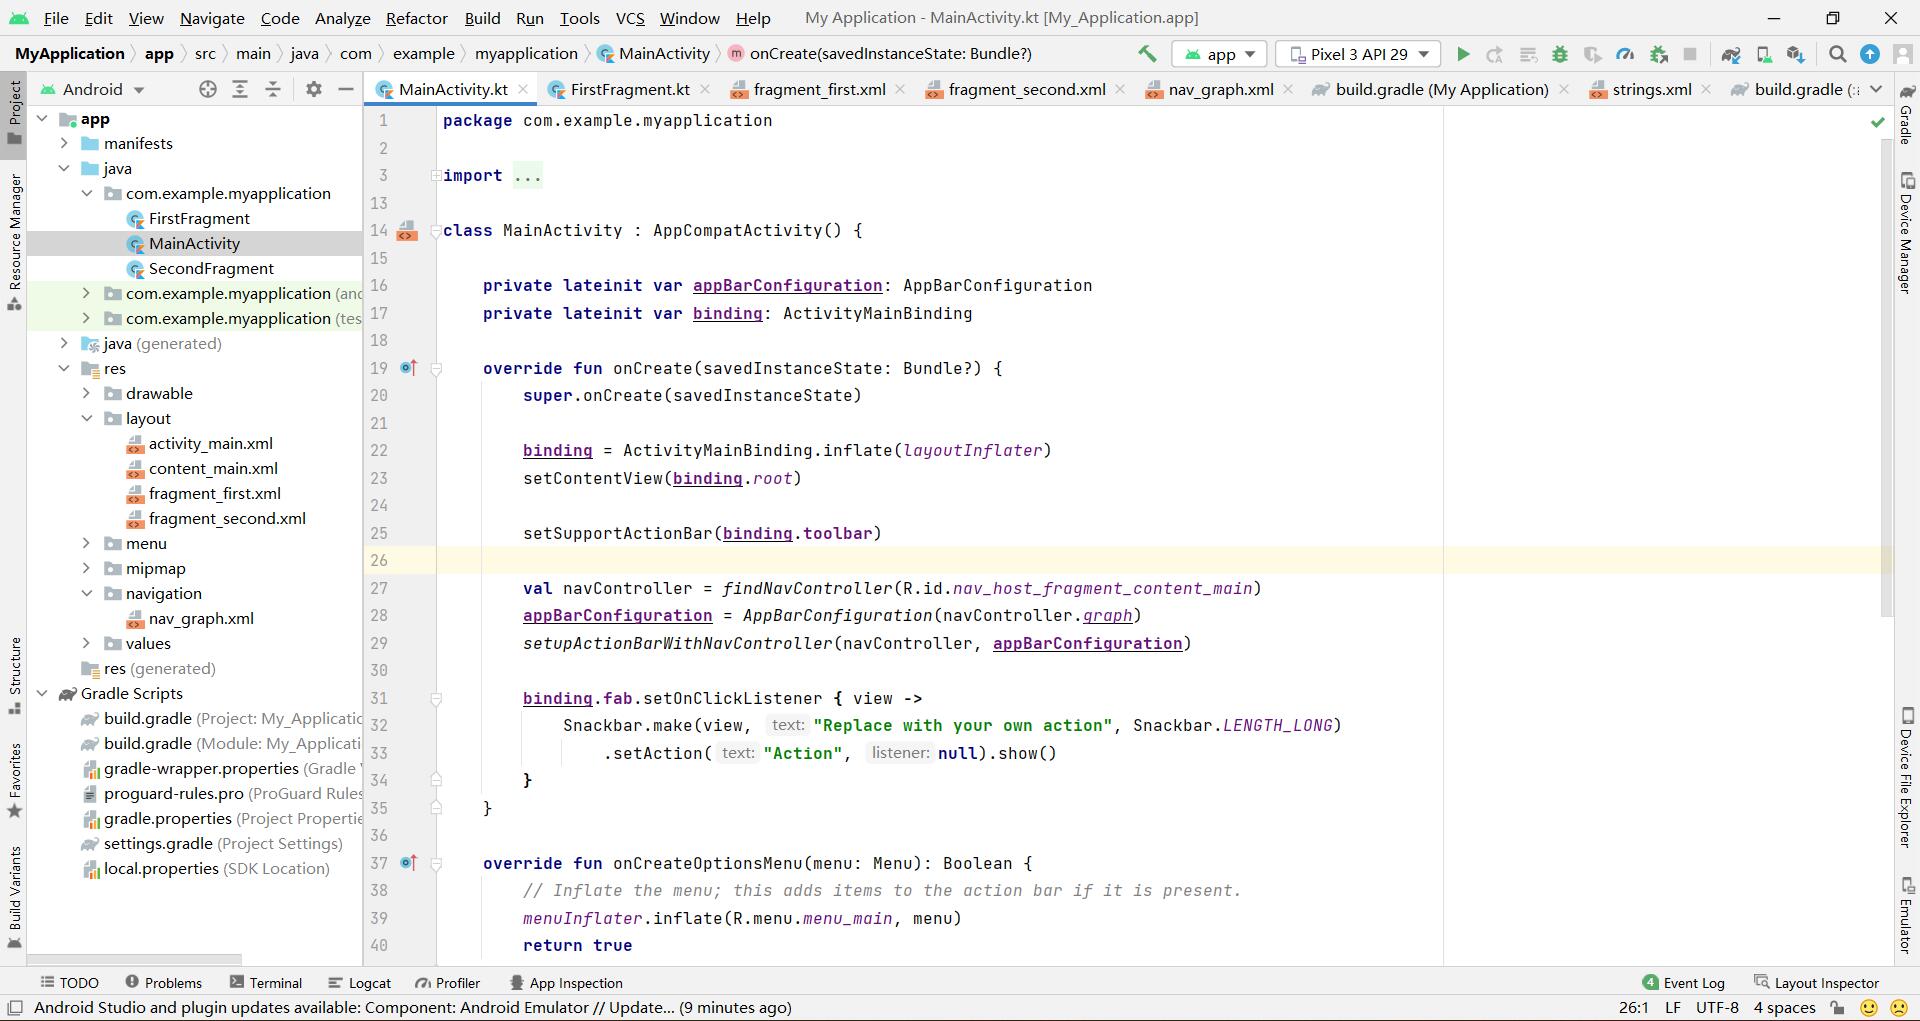 File Edit View Navigate Code Analyze Refactor Build Run Tools VCS Window Help My Application - MainActivity.kt [My_Application.app]
MyApplication app src main java com example myapplication MainActivity onCreate(savedInstanceState: Bundle?) app Pixel 3 API 29
Android MainActivity.kt FirstFragment.kt fragment_first.xml fragment_second.xml nav_graph.xml build.gradle (My Application) strings.xml build.gradle (:
Project
Resource Manager
Structure
Favorites
Build Variants
app
manifests
java
com.example.myapplication
FirstFragment
MainActivity
SecondFragment
com.example.myapplication (and
com.example.myapplication (tes
java (generated)
res
drawable
layout
activity_main.xml
content_main.xml
fragment_first.xml
fragment_second.xml
menu
mipmap
navigation
nav_graph.xml
values
res (generated)
Gradle Scripts
build.gradle (Project: My_Applicatic
build.gradle (Module: My_Applicati
gradle-wrapper.properties (Gradle
proguard-rules.pro (ProGuard Rules
gradle.properties (Project Propertie
settings.gradle (Project Settings)
local.properties (SDK Location)
1 package com.example.myapplication
2
3 import ...
13
14 class MainActivity : AppCompatActivity() {
15
16 private lateinit var appBarConfiguration: AppBarConfiguration
17 private lateinit var binding: ActivityMainBinding
18
19 override fun onCreate(savedInstanceState: Bundle?) {
20 super.onCreate(savedInstanceState)
21
22 binding = ActivityMainBinding.inflate(layoutInflater)
23 setContentView(binding.root)
24
25 setSupportActionBar(binding.toolbar)
26
27 val navController = findNavController(R.id.nav_host_fragment_content_main)
28 appBarConfiguration = AppBarConfiguration(navController.graph)
29 setupActionBarWithNavController(navController, appBarConfiguration)
30
31 binding.fab.setOnClickListener { view ->
32 Snackbar.make(view, text: "Replace with your own action", Snackbar.LENGTH_LONG)
33 .setAction( text: "Action", listener: null).show()
34 }
35 }
36
37 override fun onCreateOptionsMenu(menu: Menu): Boolean {
38 // Inflate the menu; this adds items to the action bar if it is present.
39 menuInflater.inflate(R.menu.menu_main, menu)
40 return true
Gradle
Device Manager
Device File Explorer
Emulator
TODO Problems Terminal Logcat Profiler App Inspection 4 Event Log Layout Inspector
Android Studio and plugin updates available: Component: Android Emulator // Update... (9 minutes ago) 26:1 LF UTF-8 4 spaces